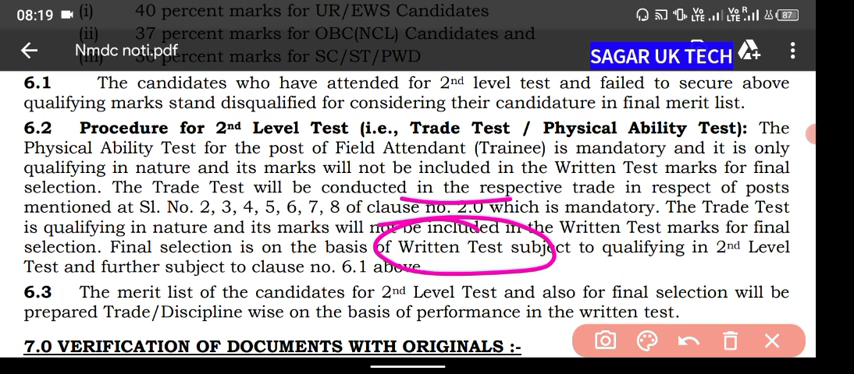 08:19
(i) 40 percent marks for UR/EWS Candidates
VoLTE VoLTE R 87
(ii) 37 percent marks for OBC(NCL) Candidates and
Nmdc noti.pdf
(iii) percent marks for SC/ST/PWD
SAGAR UK TECH
6.1 The candidates who have attended for 2nd level test and failed to secure above
qualifying marks stand disqualified for considering their candidature in final merit list.
6.2 Procedure for 2nd Level Test (i.e., Trade Test / Physical Ability Test): The
Physical Ability Test for the post of Field Attendant (Trainee) is mandatory and it is only
qualifying in nature and its marks will not be included in the Written Test marks for final
selection. The Trade Test will be conducted in the respective trade in respect of posts
mentioned at Sl. No. 2, 3, 4, 5, 6, 7, 8 of clause no. 2.0 which is mandatory. The Trade Test
is qualifying in nature and its marks will not be included in the Written Test marks for final
selection. Final selection is on the basis of Written Test subject to qualifying in 2nd Level
Test and further subject to clause no. 6.1 above.
6.3 The merit list of the candidates for 2nd Level Test and also for final selection will be
prepared Trade/Discipline wise on the basis of performance in the written test.
7.0 VERIFICATION OF DOCUMENTS WITH ORIGINALS :-